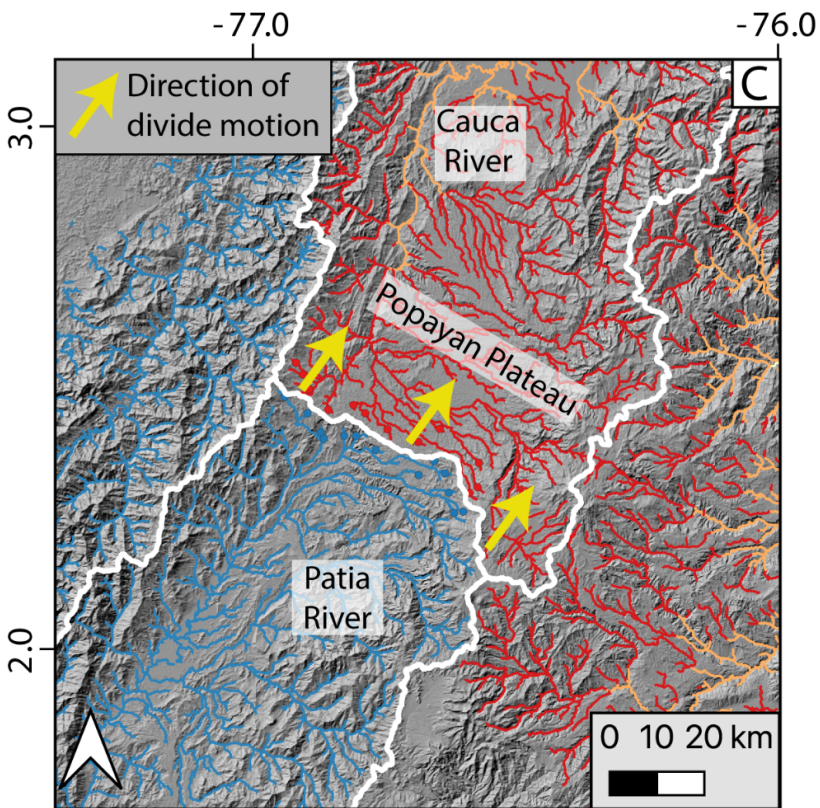 -77.0
-76.0
Direction of
divide motion
C
3.0
Cauca
River
Popayan Plateau
Patia
River
2.0
0 10 20 km